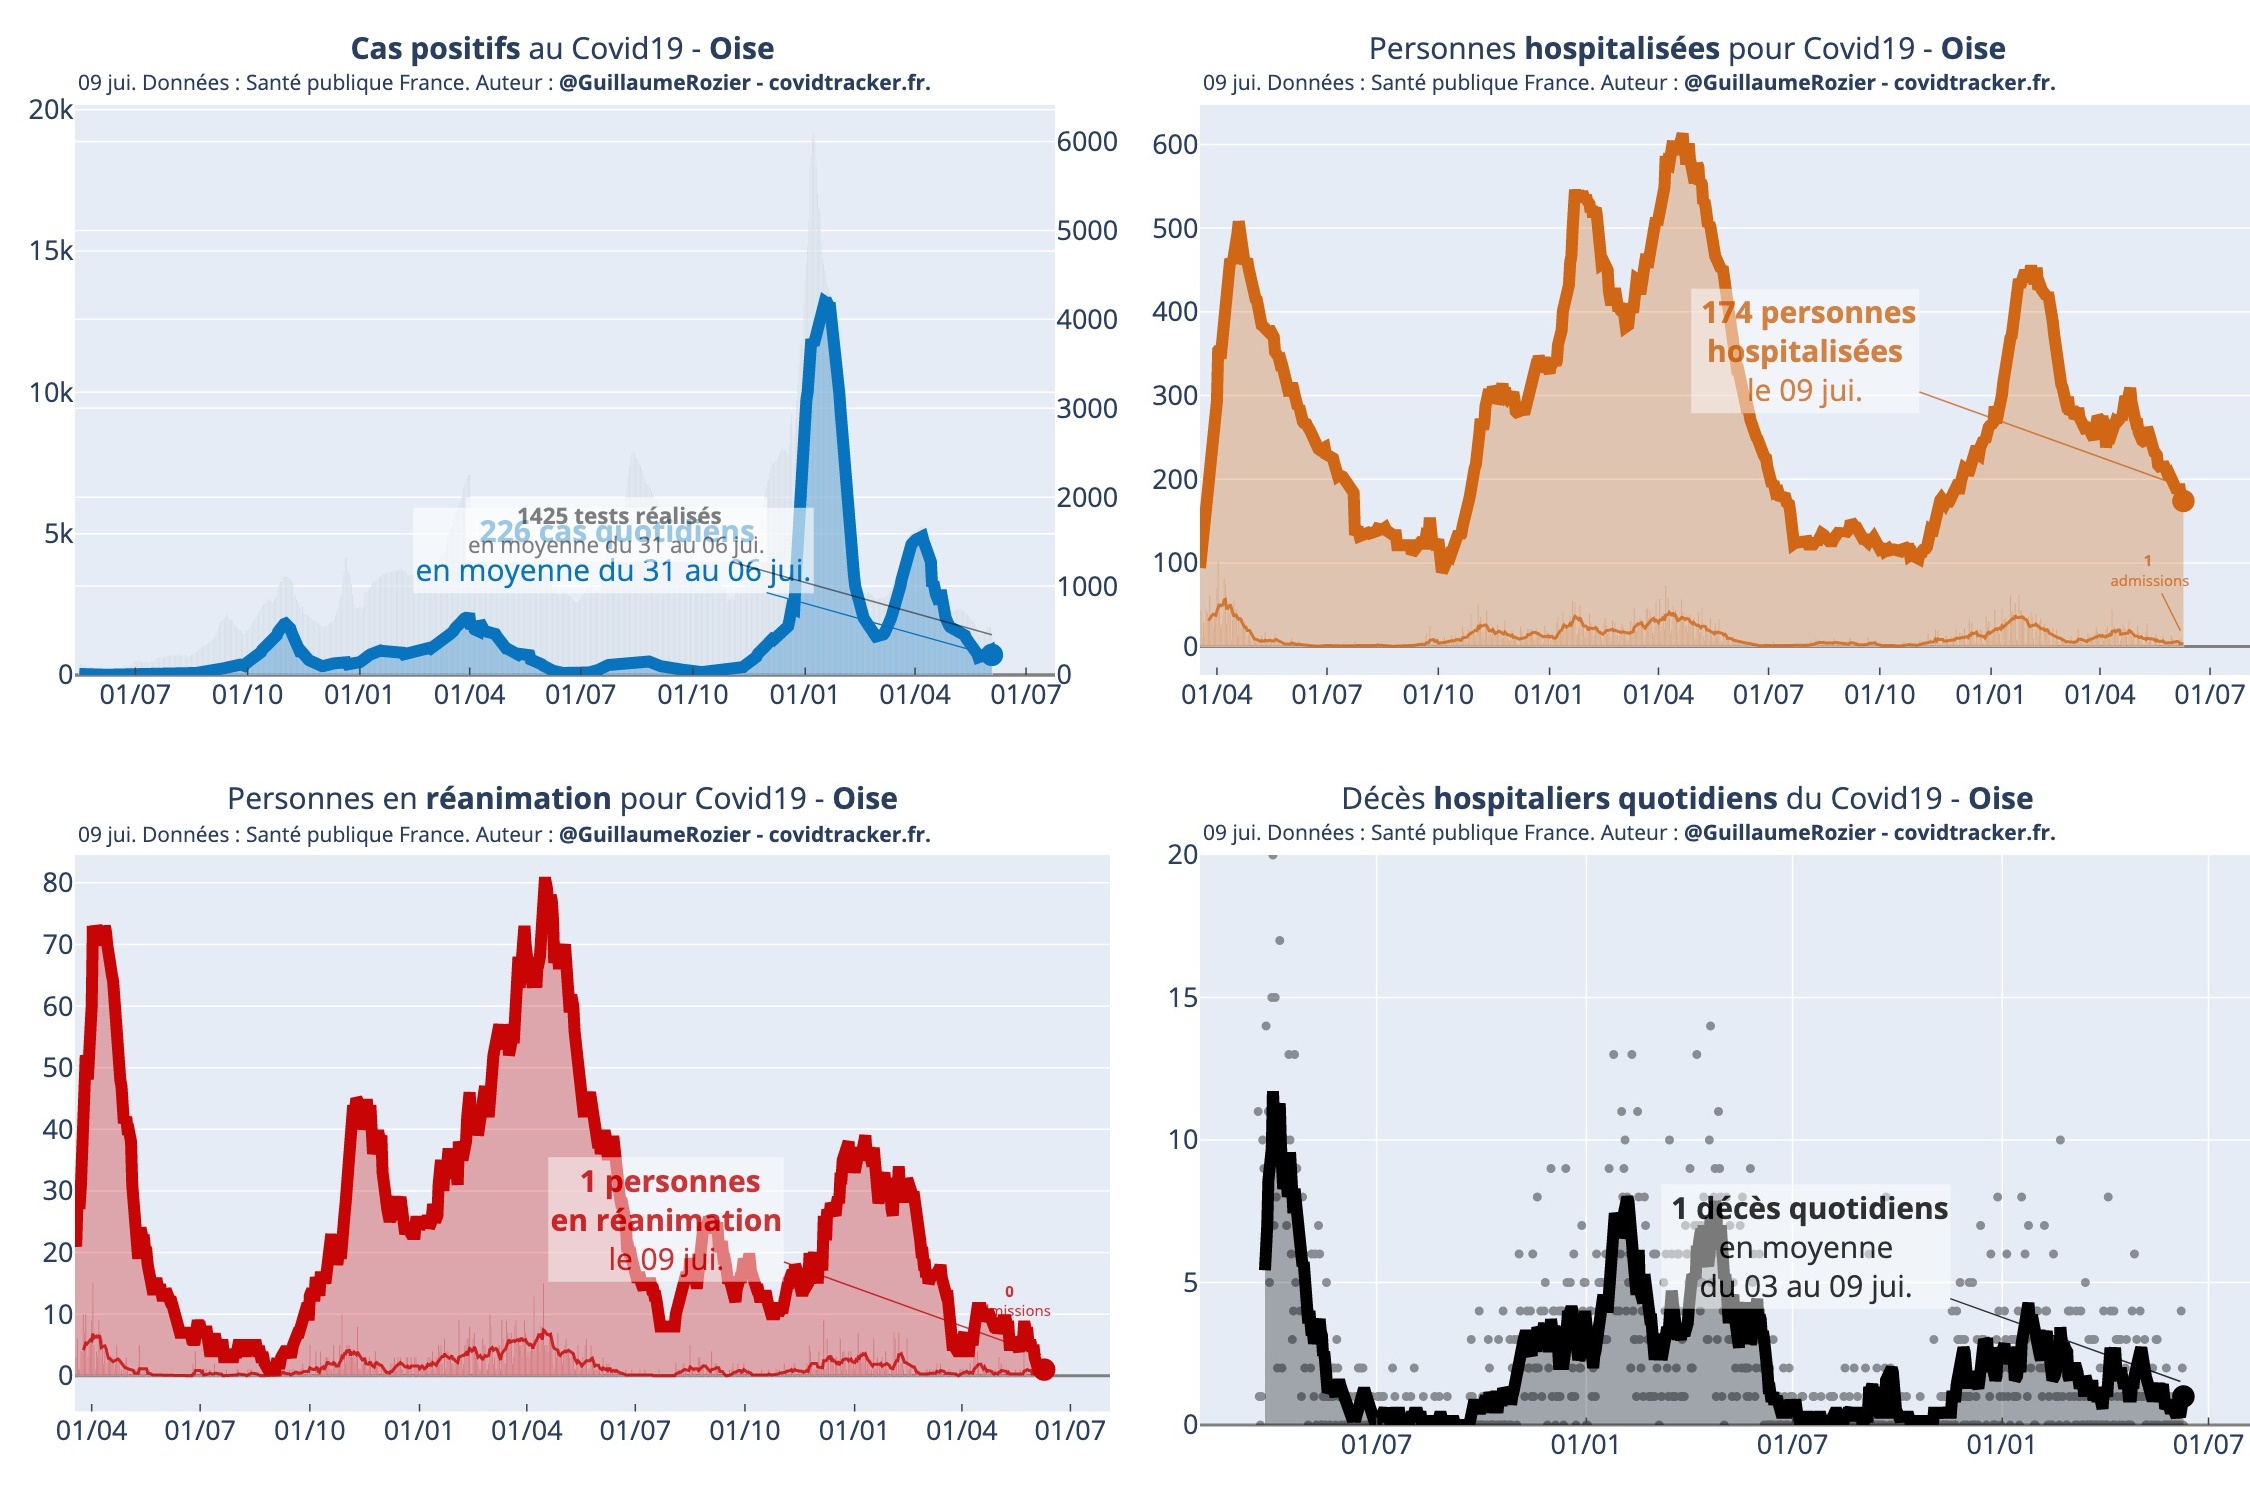 Cas positifs au Covid19 - Oise
09 jui. Données : Santé publique France. Auteur : @GuillaumeRozier - covidtracker.fr.
20k
15k
10k
5k
0
6000
5000
4000
3000
2000
1000
0
1425 tests réalisés
en moyenne du 31 au 06 jui.
226 cas quotidiens
en moyenne du 31 au 06 jui.
01/07 01/10 01/01 01/04 01/07 01/10 01/01 01/04 01/07
Personnes hospitalisées pour Covid19 - Oise
09 jui. Données : Santé publique France. Auteur : @GuillaumeRozier - covidtracker.fr.
600
500
400
300
200
100
0
174 personnes
hospitalisées
le 09 jui.
1
admissions
01/04 01/07 01/10 01/01 01/04 01/07 01/10 01/01 01/04 01/07
Personnes en réanimation pour Covid19 - Oise
09 jui. Données : Santé publique France. Auteur : @GuillaumeRozier - covidtracker.fr.
80
70
60
50
40
30
20
10
0
1 personnes
en réanimation
le 09 jui.
0
admissions
01/04 01/07 01/10 01/01 01/04 01/07 01/10 01/01 01/04 01/07
Décès hospitaliers quotidiens du Covid19 - Oise
09 jui. Données : Santé publique France. Auteur : @GuillaumeRozier - covidtracker.fr.
20
15
10
5
0
1 décès quotidiens
en moyenne
du 03 au 09 jui.
01/07 01/01 01/07 01/01 01/07